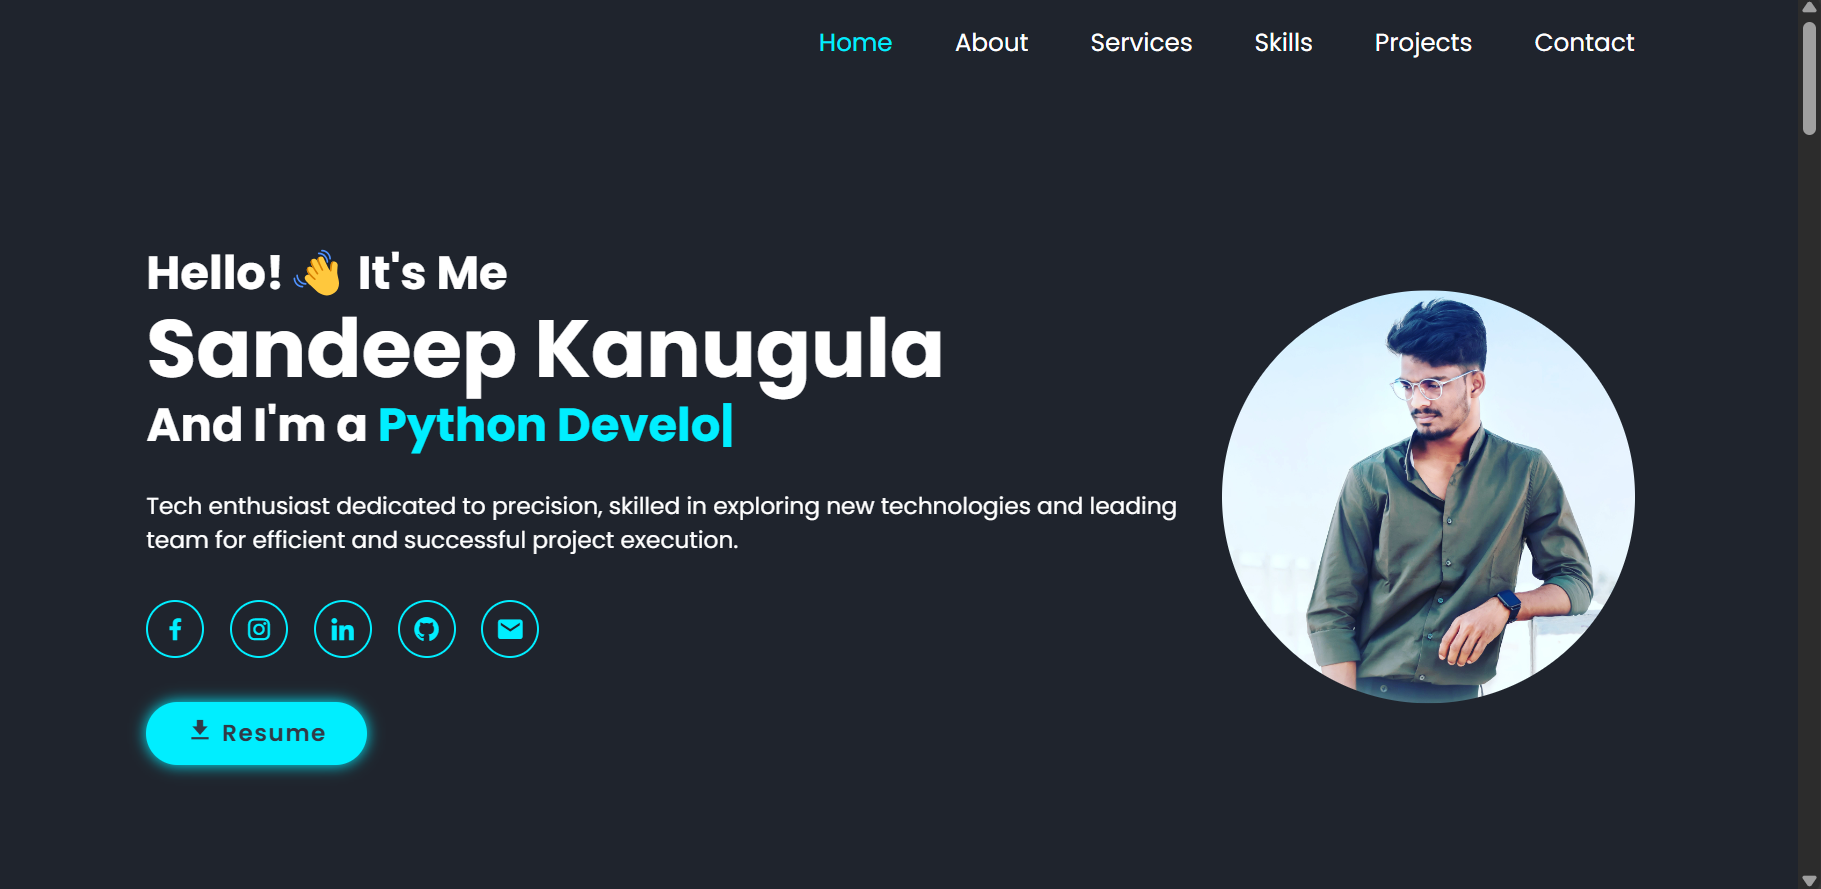 Home About Services Skills Projects Contact
Hello! 👋 It's Me
Sandeep Kanugula
And I'm a Python Develo|
Tech enthusiast dedicated to precision, skilled in exploring new technologies and leading
team for efficient and successful project execution.
Resume